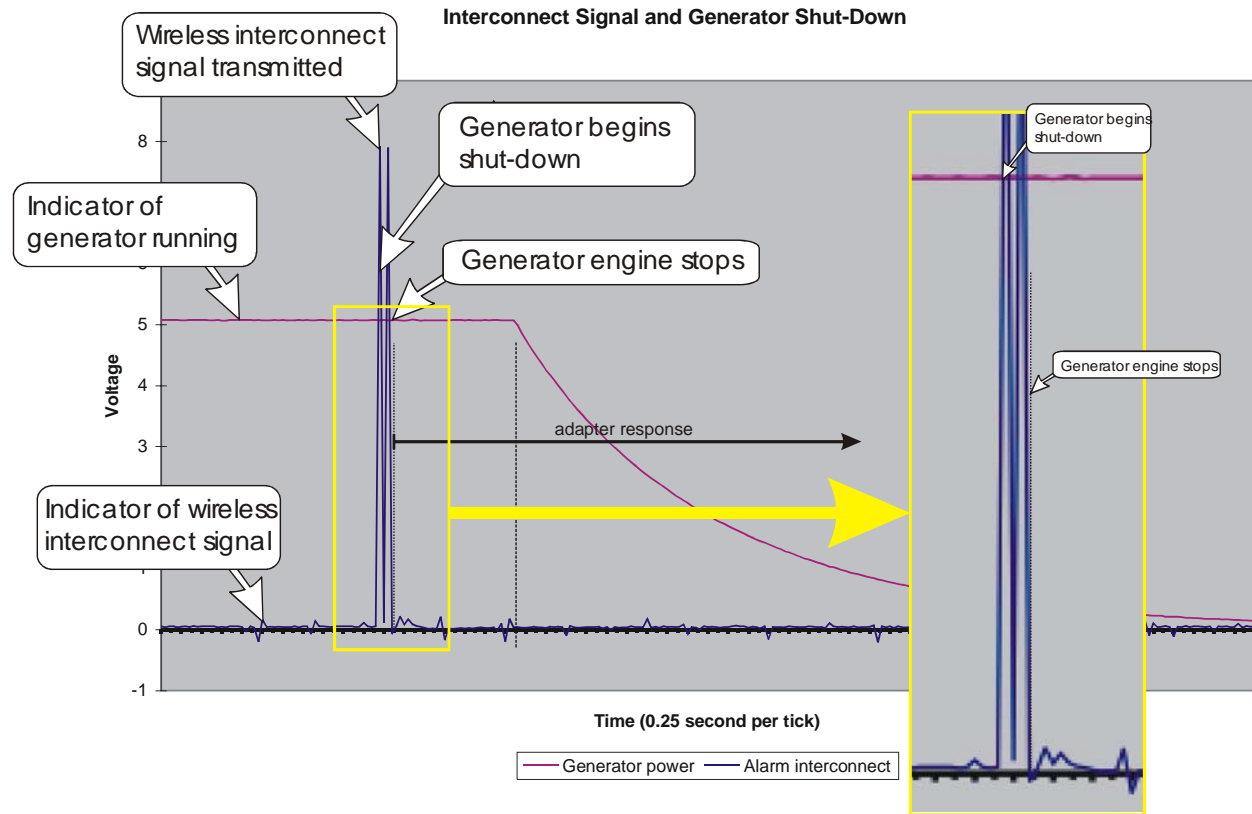 Interconnect Signal and Generator Shut-Down
Wireless interconnect
signal transmitted
Generator begins
shut-down
Indicator of
generator running
Generator engine stops
Indicator of wireless
interconnect signal
Generator begins
shut-down
Generator engine stops
adapter response
Voltage
8
5
4
3
0
-1
Time (0.25 second per tick)
Generator power
Alarm interconnect